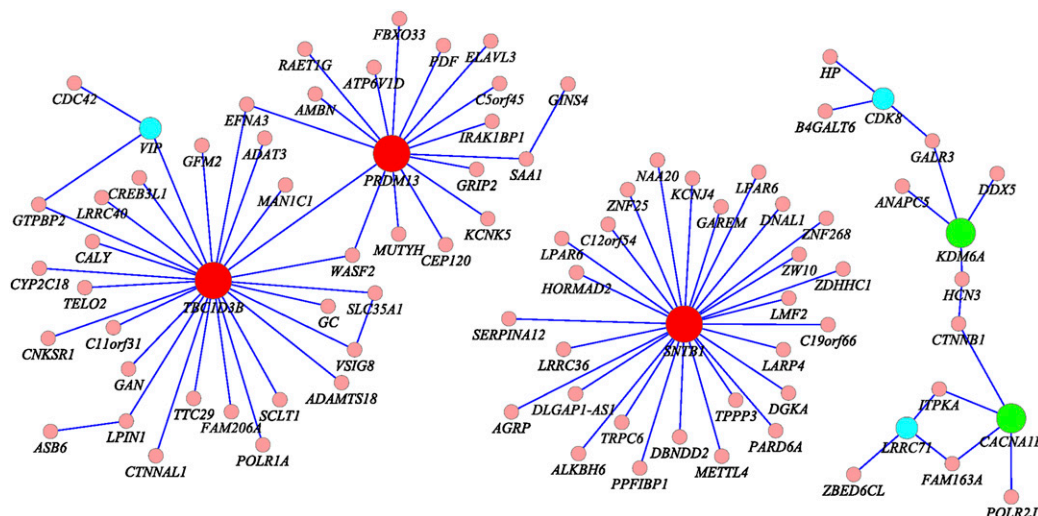 FBXO33
RAET1G
PDF
ELAVL3
ATP6V1D
HP
CDC42
C5orf45
GINS4
AMBN
EFNA3
B4GALT6
CDK8
IRAK1BP1
VIP
ADAT3
GFM2
GALR3
SAA1
PRDM13
GRIP2
NAA20
KCNJ4
LPAR6
DDX5
CREB3L1
MAN1C1
ANAPC5
ZNF25
LRRC40
GTPBP2
GAREM
DNAL1
KCNK5
ZNF268
C12orf54
MUTYH
LPAR6
CALY
WASF2
CEP120
KDM6A
ZW10
CYP2C18
HORMAD2
ZDHHC1
TELO2
TBC1D3B
SLC35A1
HCN3
GC
LMF2
SERPINA12
SNTB1
C19orf66
CTNNB1
CNKSR1
C11orf31
VSIG8
LRRC36
LARP4
GAN
ADAMTS18
DLGAP1-AS1
DGKA
ITPKA
TTC29
SCLT1
TPPP3
AGRP
FAM206A
TRPC6
LPIN1
PARD6A
LRRC71
ASB6
DBNDD2
POLR1A
ALKBH6
METTL4
CTNNAL1
PPFIBP1
FAM163A
ZBED6CL